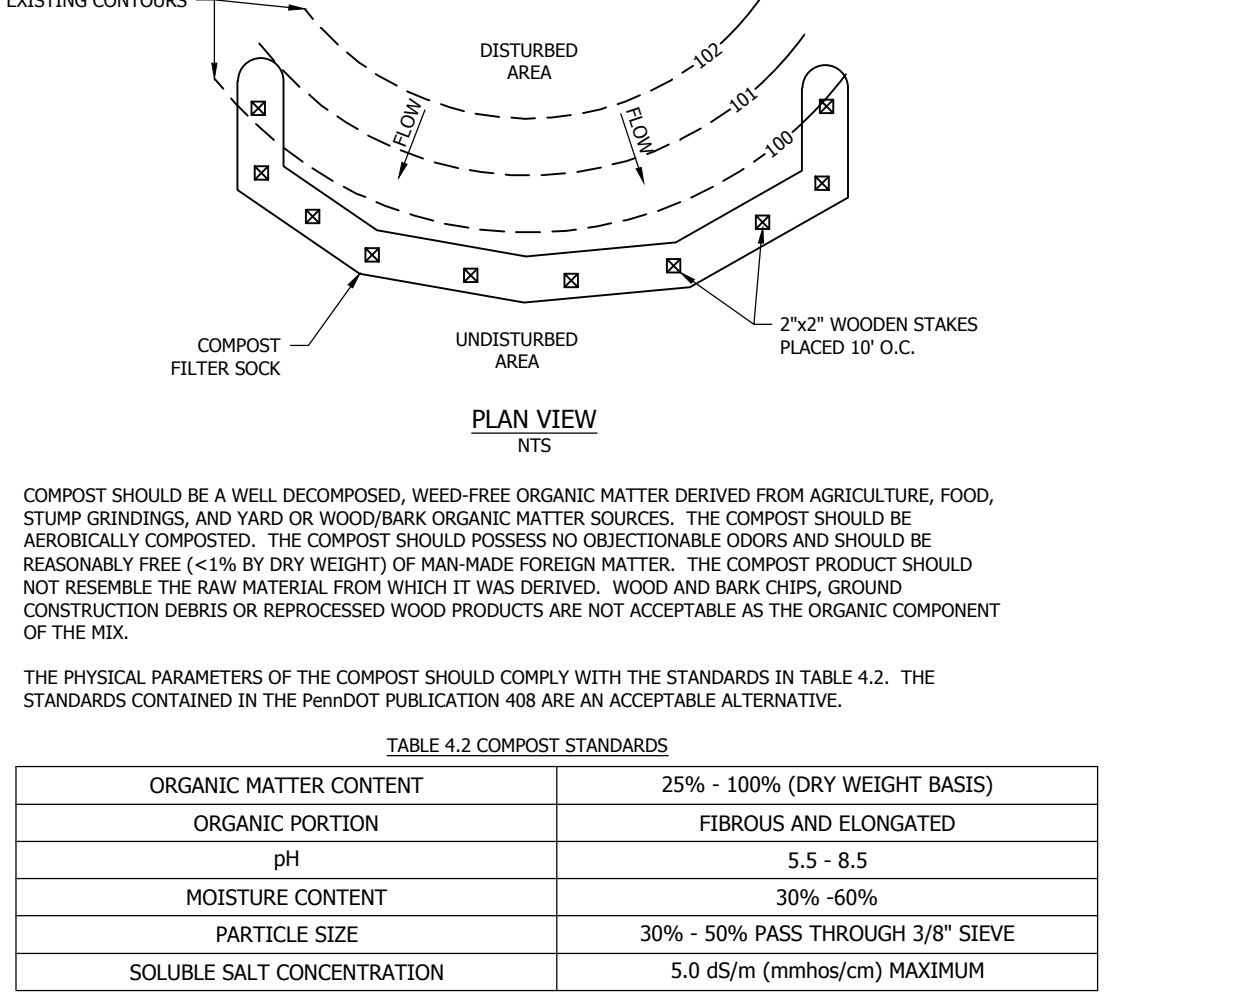 EXISTING CONTOURS
DISTURBED
AREA
102
101
100
FLOW
FLOW
COMPOST
FILTER SOCK
UNDISTURBED
AREA
2"x2" WOODEN STAKES
PLACED 10' O.C.
PLAN VIEW
NTS
COMPOST SHOULD BE A WELL DECOMPOSED, WEED-FREE ORGANIC MATTER DERIVED FROM AGRICULTURE, FOOD,
STUMP GRINDINGS, AND YARD OR WOOD/BARK ORGANIC MATTER SOURCES. THE COMPOST SHOULD BE
AEROBICALLY COMPOSTED. THE COMPOST SHOULD POSSESS NO OBJECTIONABLE ODORS AND SHOULD BE
REASONABLY FREE (<1% BY DRY WEIGHT) OF MAN-MADE FOREIGN MATTER. THE COMPOST PRODUCT SHOULD
NOT RESEMBLE THE RAW MATERIAL FROM WHICH IT WAS DERIVED. WOOD AND BARK CHIPS, GROUND
CONSTRUCTION DEBRIS OR REPROCESSED WOOD PRODUCTS ARE NOT ACCEPTABLE AS THE ORGANIC COMPONENT
OF THE MIX.
THE PHYSICAL PARAMETERS OF THE COMPOST SHOULD COMPLY WITH THE STANDARDS IN TABLE 4.2. THE
STANDARDS CONTAINED IN THE PennDOT PUBLICATION 408 ARE AN ACCEPTABLE ALTERNATIVE.
TABLE 4.2 COMPOST STANDARDS
ORGANIC MATTER CONTENT 25% - 100% (DRY WEIGHT BASIS)
ORGANIC PORTION FIBROUS AND ELONGATED
pH 5.5 - 8.5
MOISTURE CONTENT 30% -60%
PARTICLE SIZE 30% - 50% PASS THROUGH 3/8" SIEVE
SOLUBLE SALT CONCENTRATION 5.0 dS/m (mmhos/cm) MAXIMUM